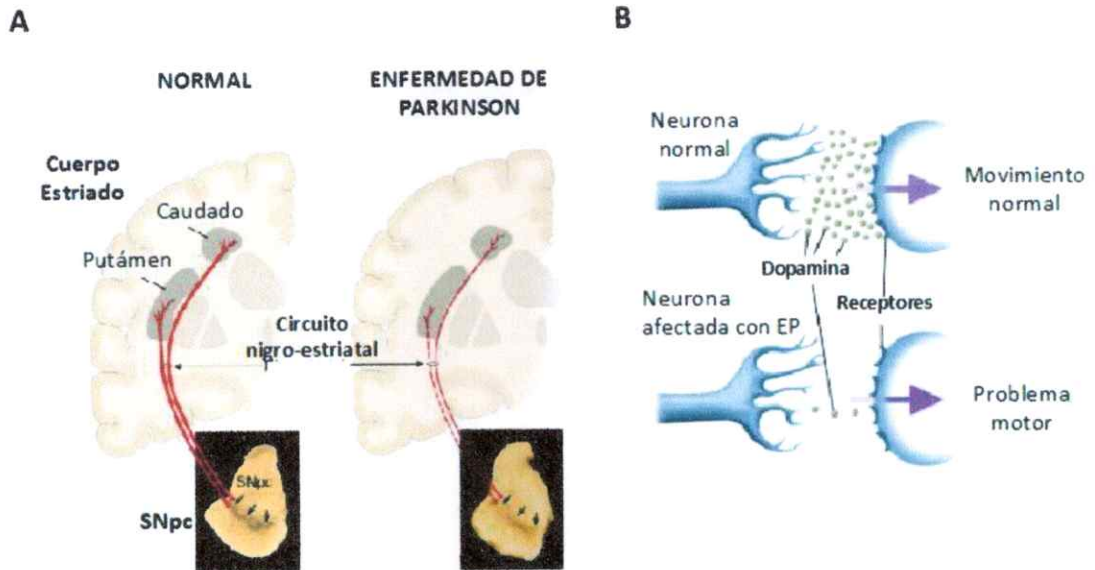 A
NORMAL
ENFERMEDAD DE
PARKINSON
Cuerpo
Estriado
Caudado
Putámen
Circuito
nigro-estriatal
SNpc
SNpc
B
Neurona
normal
Movimiento
normal
Dopamina
Receptores
Neurona
afectada con EP
Problema
motor